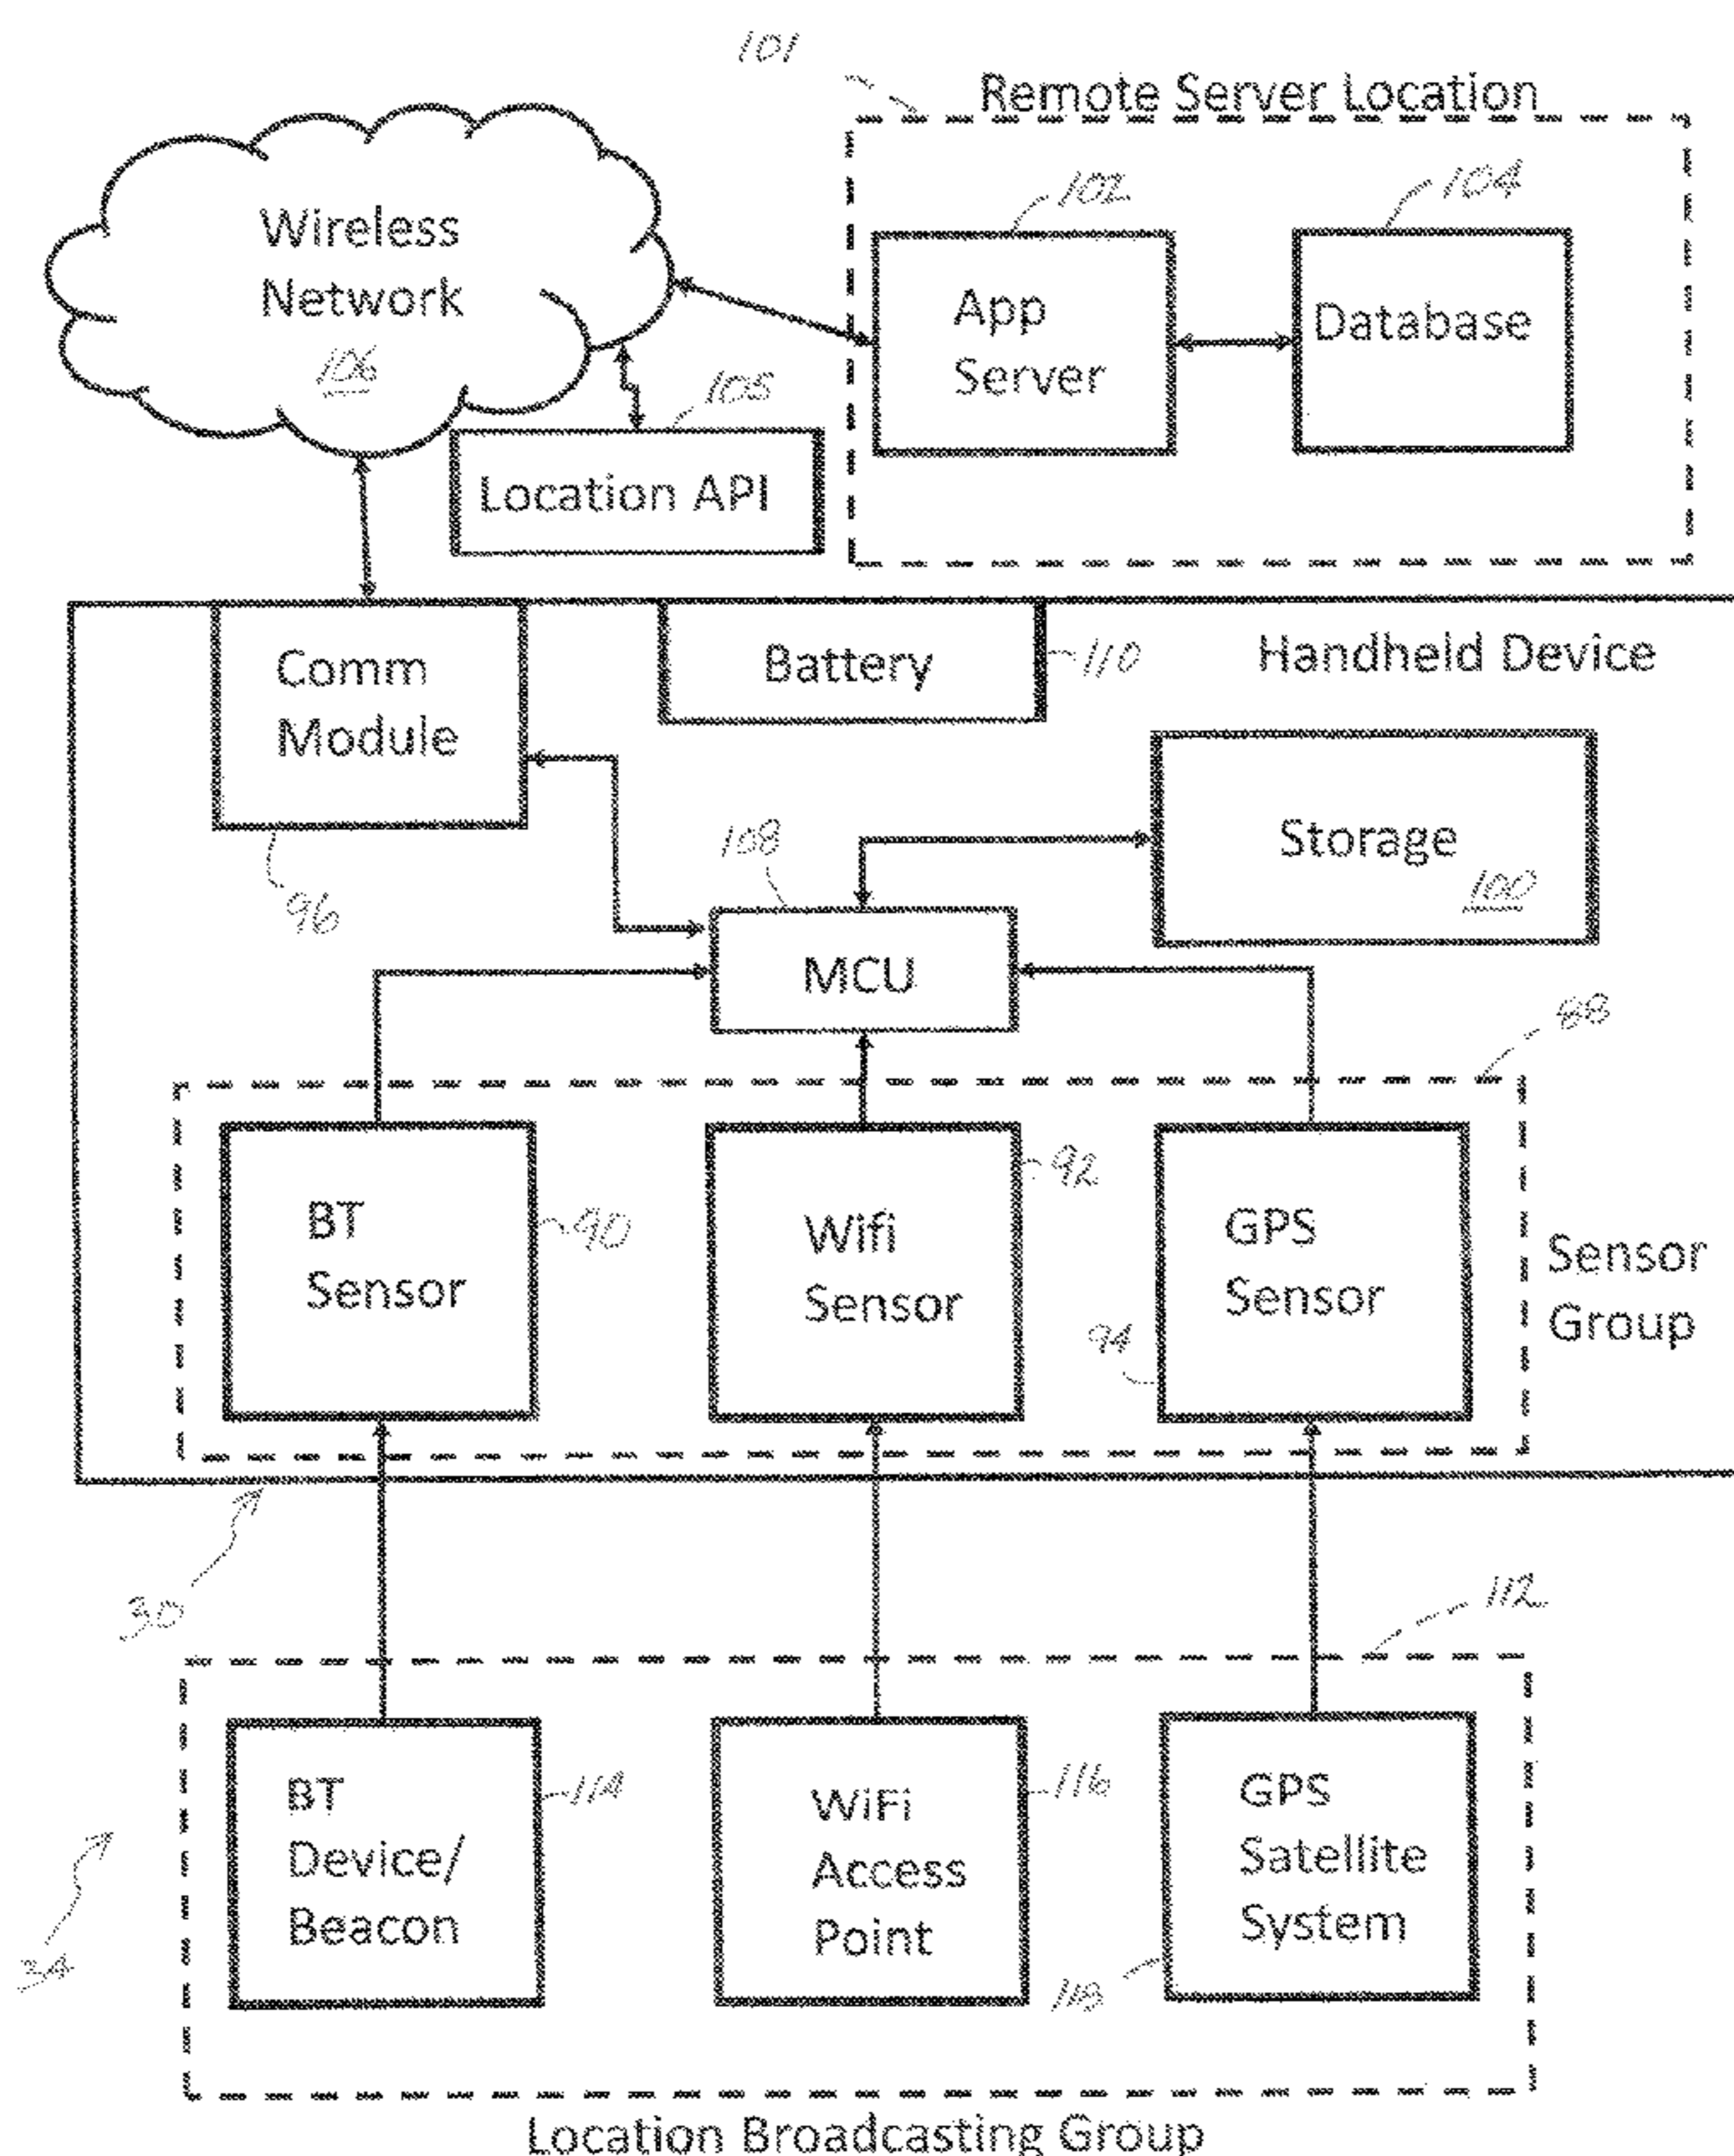 101
Remote Server Location
102
104
Wireless
Network
106
App
Server
Database
105
Location API
Comm
Module
Battery
110
Handheld Device
96
108
Storage
100
MCU
88
BT
Sensor
90
Wifi
Sensor
92
GPS
Sensor
94
Sensor
Group
30
112
BT
Device/
Beacon
114
WiFi
Access
Point
116
GPS
Satellite
System
118
34
Location Broadcasting Group